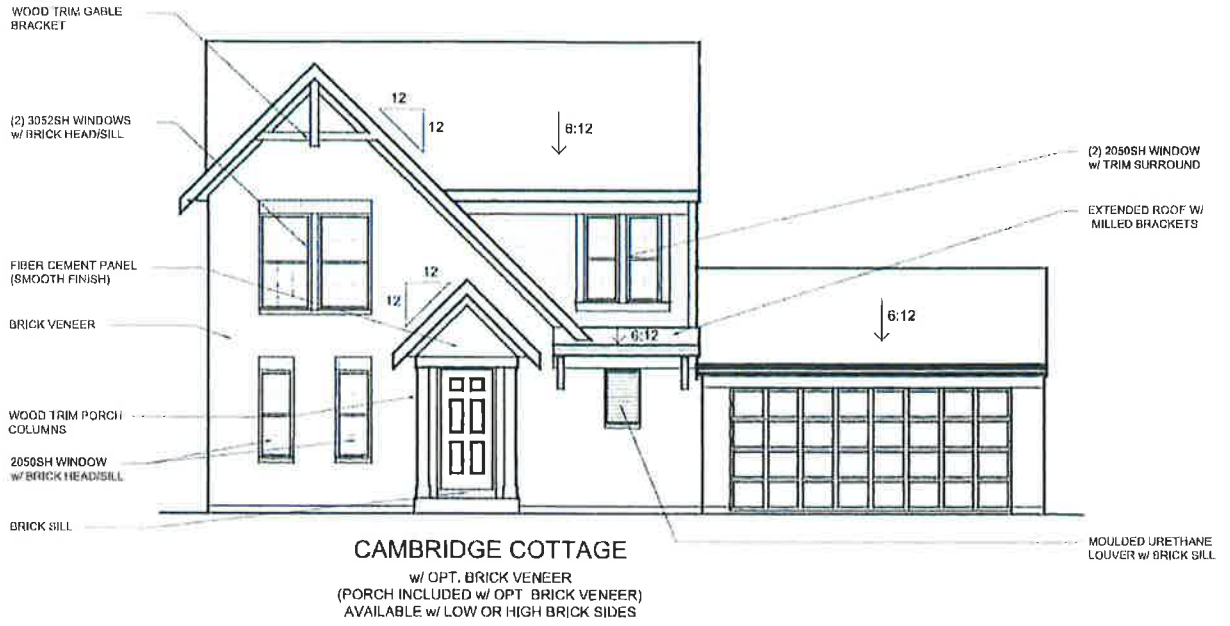 WOOD TRIM GABLE
BRACKET
(2) 3052SH WINDOWS
w/ BRICK HEAD/SILL
FIBER CEMENT PANEL
(SMOOTH FINISH)
BRICK VENEER
WOOD TRIM PORCH
COLUMNS
2050SH WINDOW
w/ BRICK HEAD/SILL
BRICK SILL
12
12
8:12
12
12
6:12
6:12
(2) 2050SH WINDOW
w/ TRIM SURROUND
EXTENDED ROOF W/
MILLED BRACKETS
MOULDED URETHANE
LOUVER w/ BRICK SILL
CAMBRIDGE COTTAGE
w/ OPT. BRICK VENEER
(PORCH INCLUDED w/ OPT. BRICK VENEER)
AVAILABLE w/ LOW OR HIGH BRICK SIDES